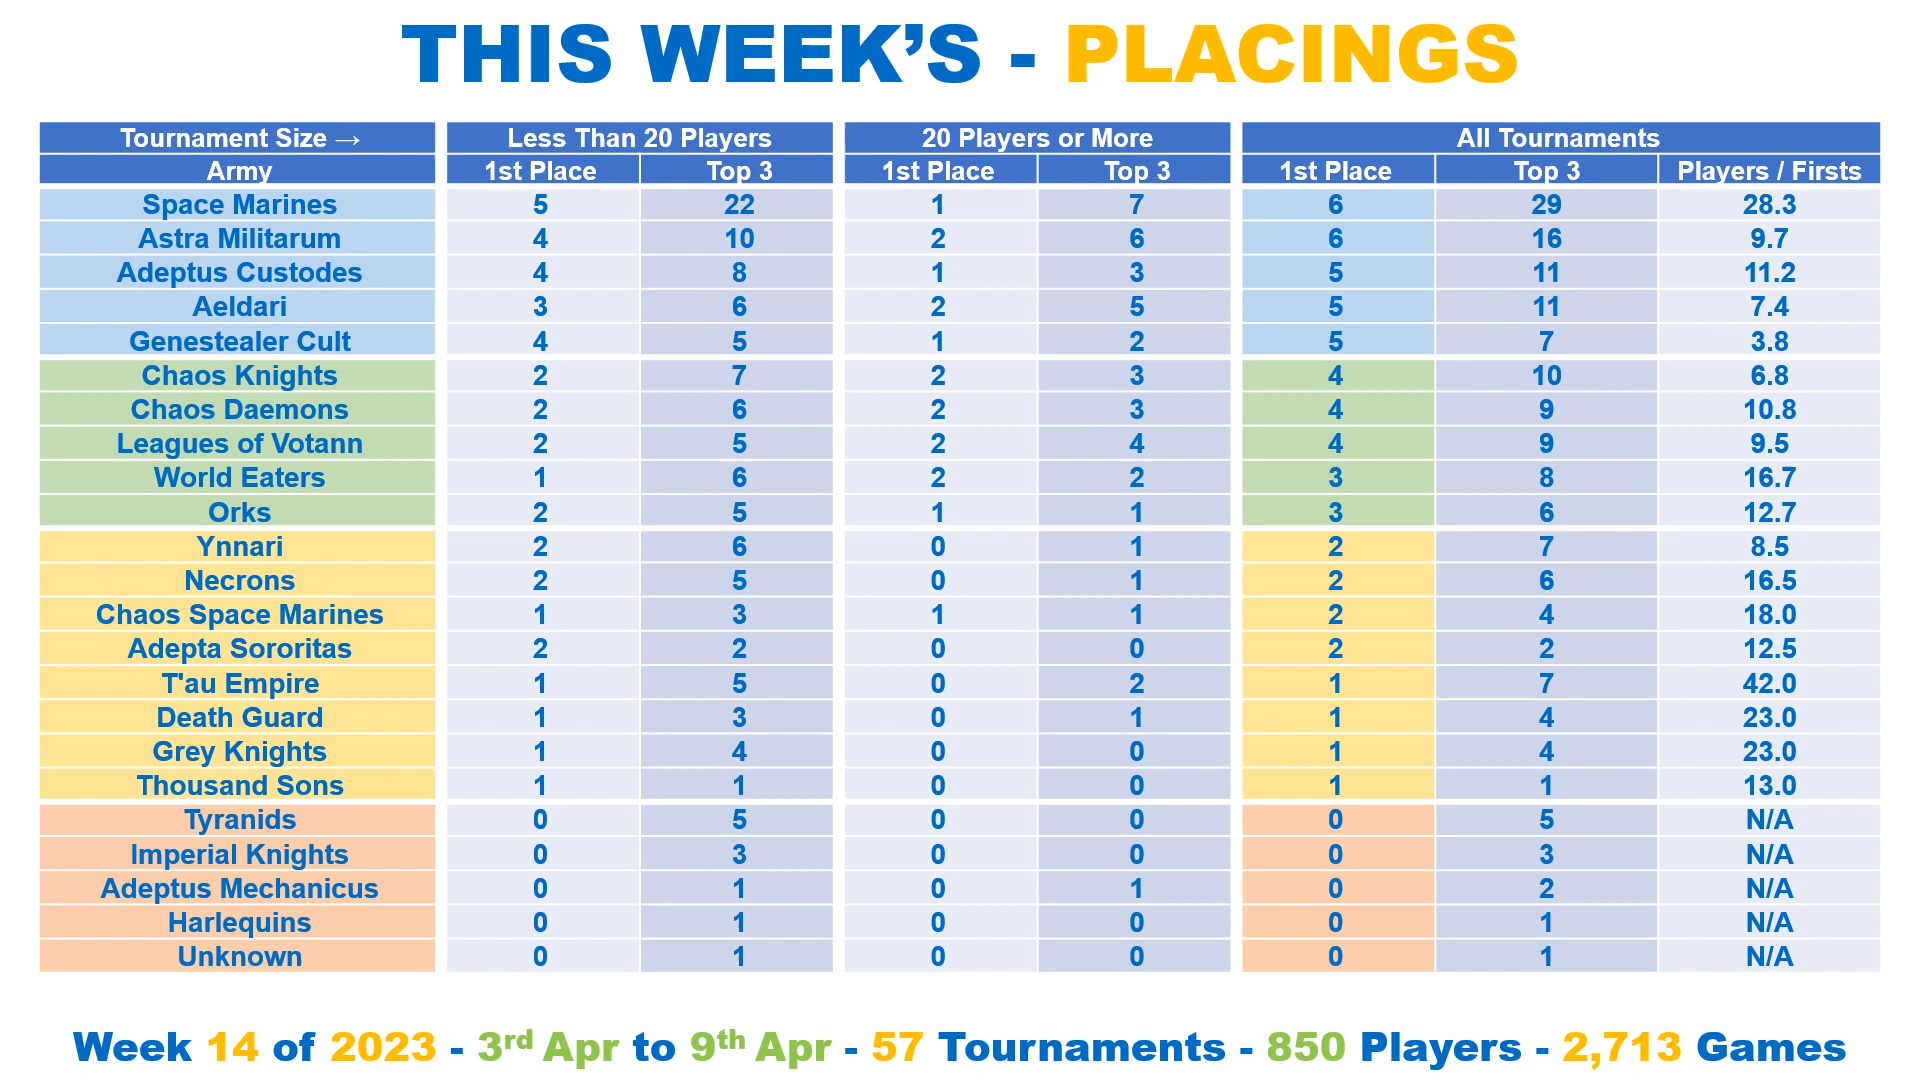 THIS WEEK’S - PLACINGS
Tournament Size → Less Than 20 Players 20 Players or More All Tournaments
Army 1st Place Top 3 1st Place Top 3 1st Place Top 3 Players / Firsts
Space Marines 5 22 1 7 6 29 28.3
Astra Militarum 4 10 2 6 6 16 9.7
Adeptus Custodes 4 8 1 3 5 11 11.2
Aeldari 3 6 2 5 5 11 7.4
Genestealer Cult 4 5 1 2 5 7 3.8
Chaos Knights 2 7 2 3 4 10 6.8
Chaos Daemons 2 6 2 3 4 9 10.8
Leagues of Votann 2 5 2 4 4 9 9.5
World Eaters 1 6 2 2 3 8 16.7
Orks 2 5 1 1 3 6 12.7
Ynnari 2 6 0 1 2 7 8.5
Necrons 2 5 0 1 2 6 16.5
Chaos Space Marines 1 3 1 1 2 4 18.0
Adepta Sororitas 2 2 0 0 2 2 12.5
T'au Empire 1 5 0 2 1 7 42.0
Death Guard 1 3 0 1 1 4 23.0
Grey Knights 1 4 0 0 1 4 23.0
Thousand Sons 1 1 0 0 1 1 13.0
Tyranids 0 5 0 0 0 5 N/A
Imperial Knights 0 3 0 0 0 3 N/A
Adeptus Mechanicus 0 1 0 1 0 2 N/A
Harlequins 0 1 0 0 0 1 N/A
Unknown 0 1 0 0 0 1 N/A
Week 14 of 2023 - 3rd Apr to 9th Apr - 57 Tournaments - 850 Players - 2,713 Games